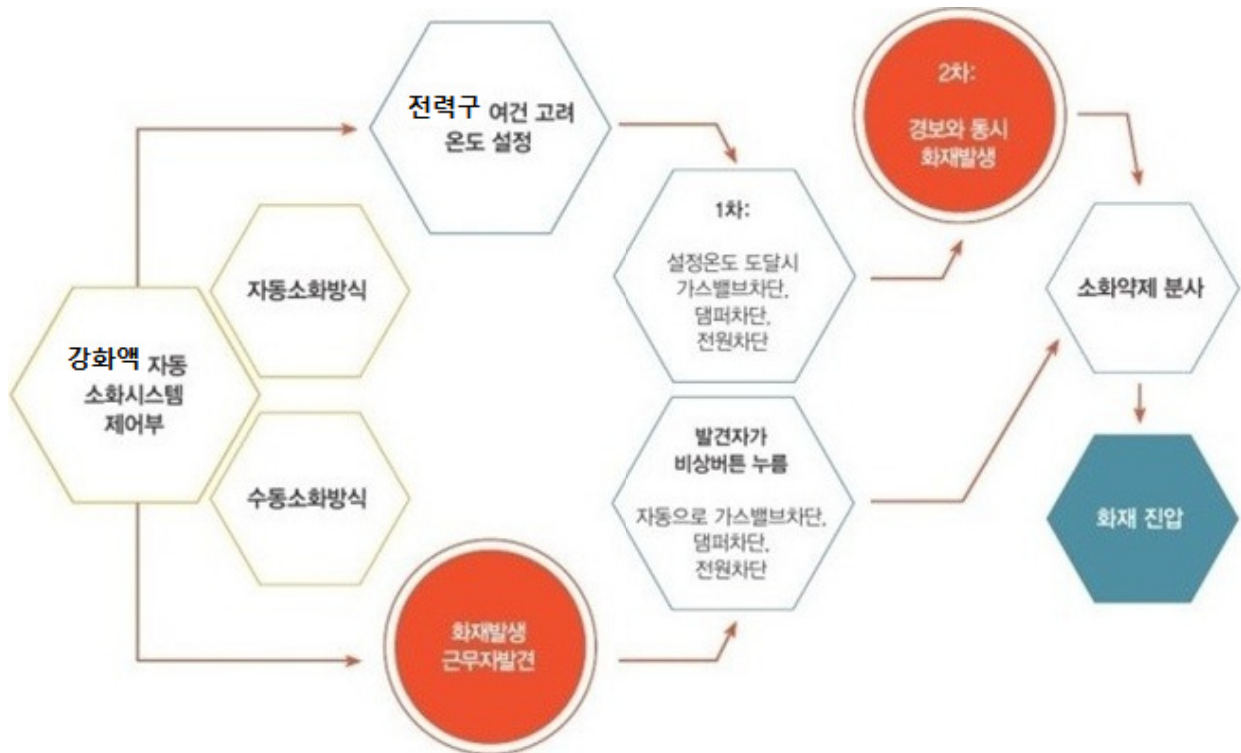 전력구 여건 고려
온도 설정
2차:
경보와 동시
화재발생
1차:
설정온도 도달시
가스밸브차단,
댐퍼차단,
전원차단
자동소화방식
소화약제 분사
강화액 자동
소화시스템
제어부
발견자가
비상버튼 누름
자동으로 가스밸브차단,
댐퍼차단,
전원차단
수동소화방식
화재 진압
화재발생
근무자발견